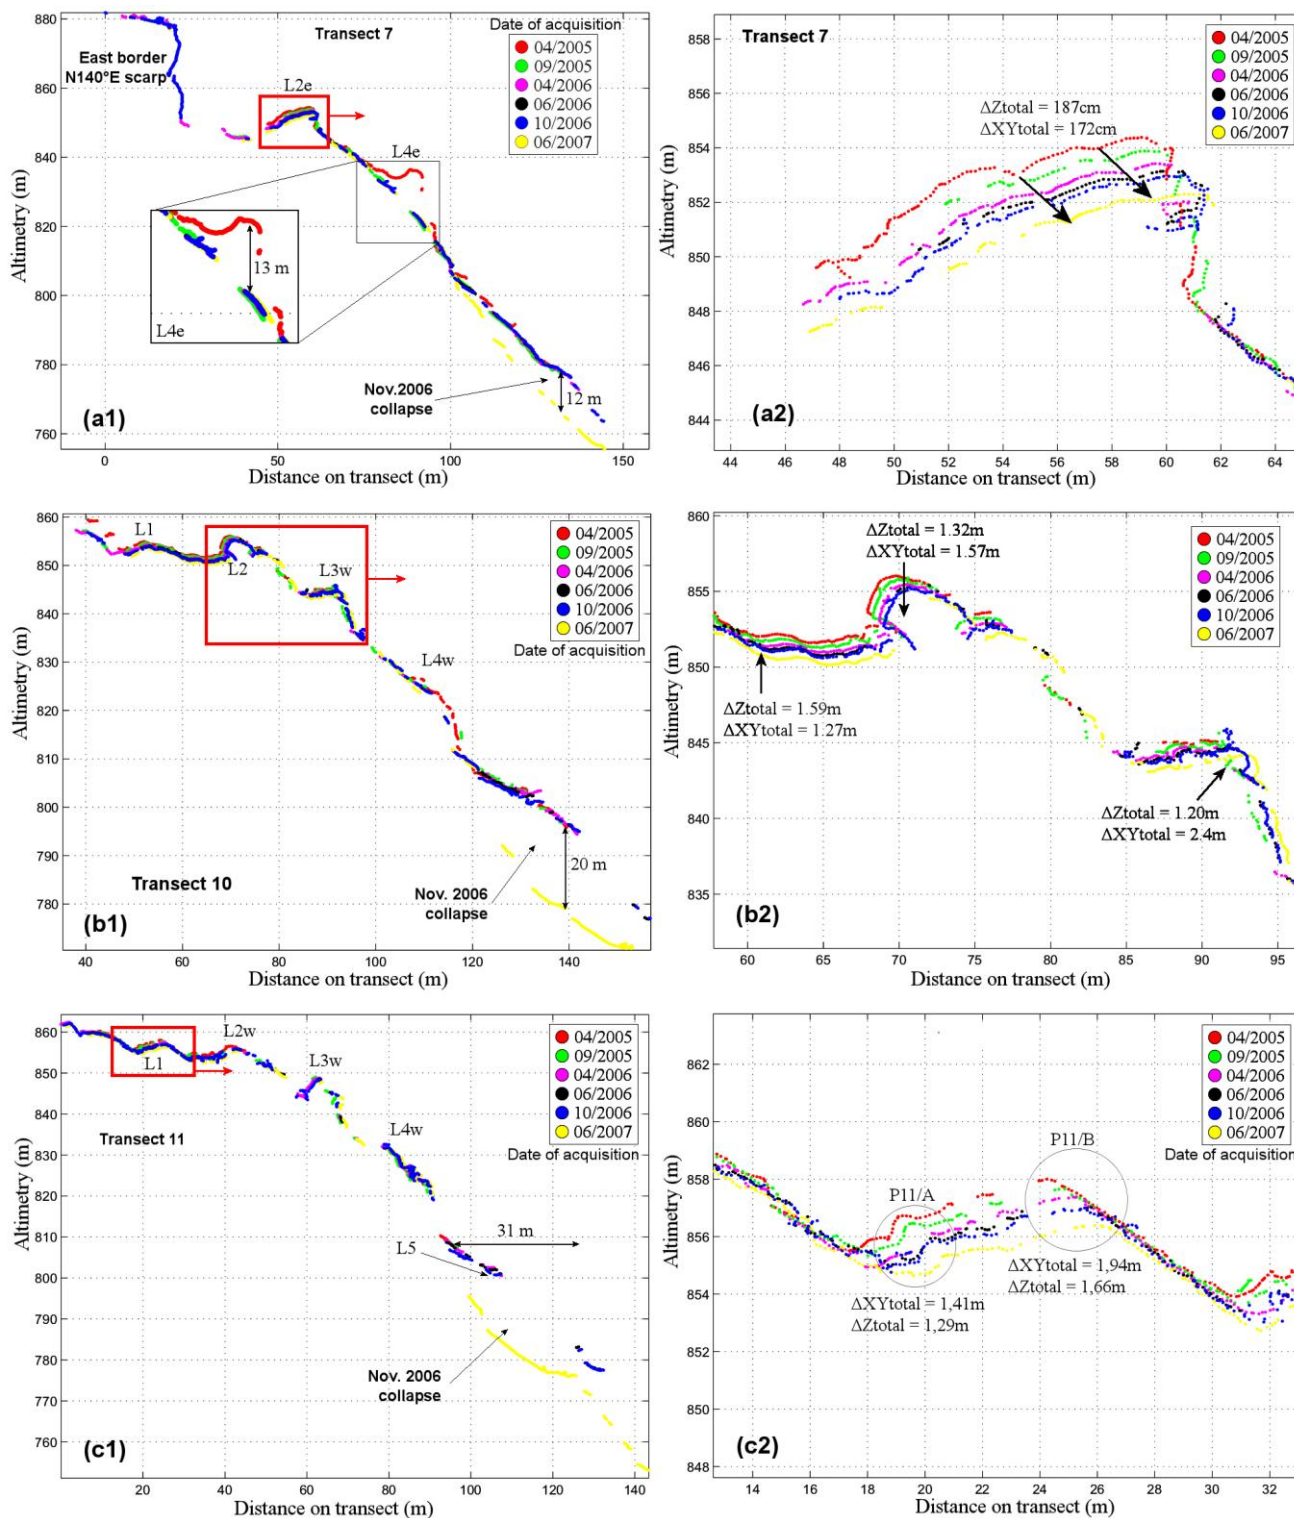 Transect 7
Date of acquisition
04/2005
09/2005
04/2006
06/2006
10/2006
06/2007
East border
N140°E scarp
L2e
L4e
13 m
L4e
Nov.2006
collapse
12 m
(a1)
Altimetry (m)
880
860
840
820
800
780
760
0
50
100
150
Distance on transect (m)
Transect 7
04/2005
09/2005
04/2006
06/2006
10/2006
06/2007
ΔZtotal = 187cm
ΔXYtotal = 172cm
(a2)
Altimetry (m)
858
856
854
852
850
848
846
844
44
46
48
50
52
54
56
58
60
62
64
Distance on transect (m)
L1
L2
L3w
L4w
04/2005
09/2005
04/2006
06/2006
10/2006
06/2007
Date of acquisition
Transect 10
Nov. 2006
collapse
20 m
(b1)
Altimetry (m)
860
850
840
830
820
810
800
790
780
40
60
80
100
120
140
Distance on transect (m)
ΔZtotal = 1.32m
ΔXYtotal = 1.57m
04/2005
09/2005
04/2006
06/2006
10/2006
06/2007
ΔZtotal = 1.59m
ΔXYtotal = 1.27m
ΔZtotal = 1.20m
ΔXYtotal = 2.4m
(b2)
Altimetry (m)
860
855
850
845
840
835
60
65
70
75
80
85
90
95
Distance on transect (m)
L1
L2w
L3w
L4w
L5
04/2005
09/2005
04/2006
06/2006
10/2006
06/2007
Date of acquisition
Transect 11
31 m
Nov. 2006
collapse
(c1)
Altimetry (m)
860
850
840
830
820
810
800
780
770
760
0
20
40
60
80
100
120
140
Distance on transect (m)
04/2005
09/2005
04/2006
06/2006
10/2006
06/2007
Date of acquisition
P11/A
P11/B
ΔXYtotal = 1,94m
ΔZtotal = 1,66m
ΔXYtotal = 1,41m
ΔZtotal = 1,29m
(c2)
Altimetry (m)
862
860
858
856
854
852
850
848
14
16
18
20
22
24
26
28
30
32
Distance on transect (m)